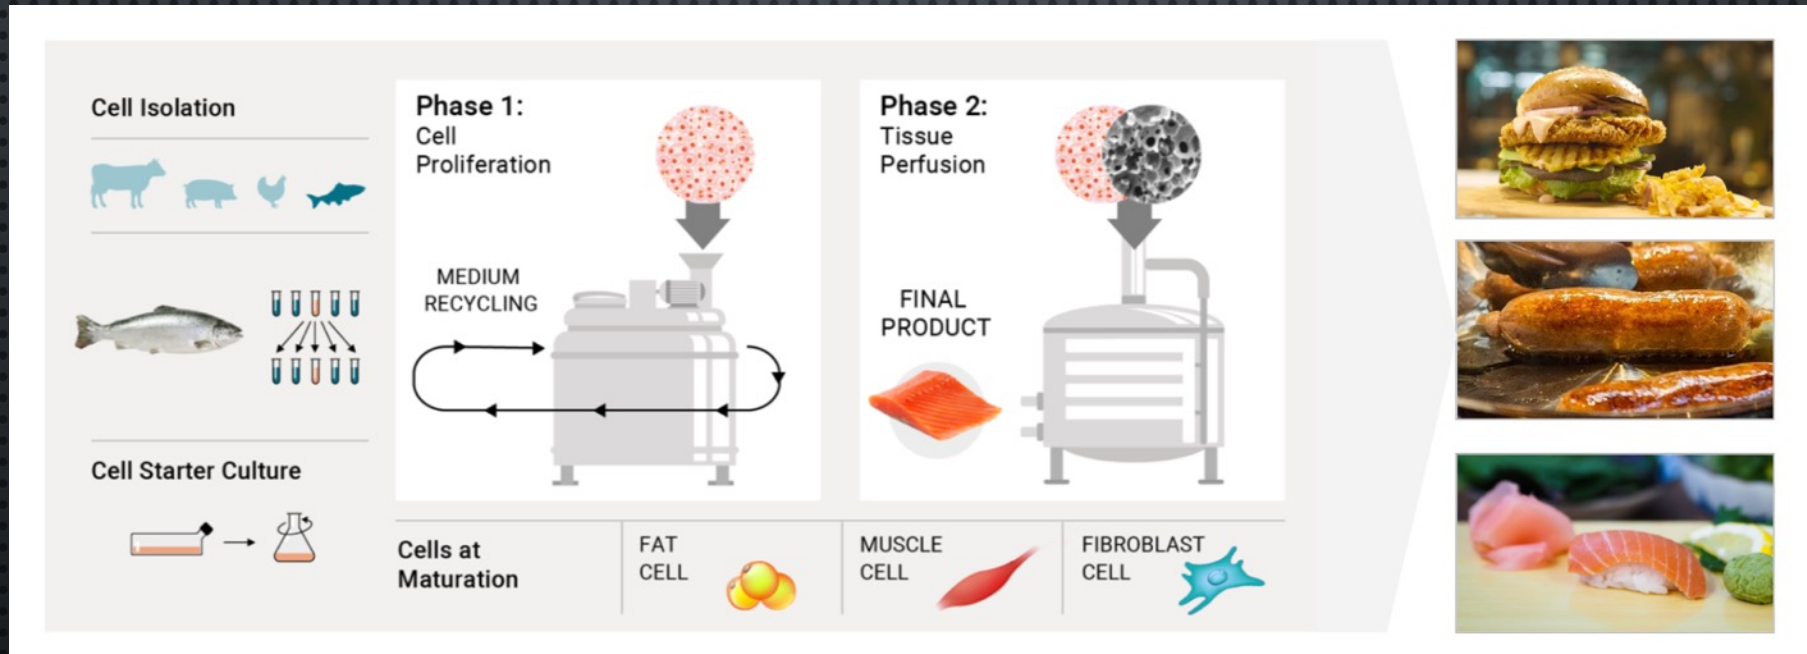 Cell Isolation
Cell Starter Culture
Phase 1:
Cell
Proliferation
MEDIUM
RECYCLING
Phase 2:
Tissue
Perfusion
FINAL
PRODUCT
Cells at
Maturation
FAT
CELL
MUSCLE
CELL
FIBROBLAST
CELL